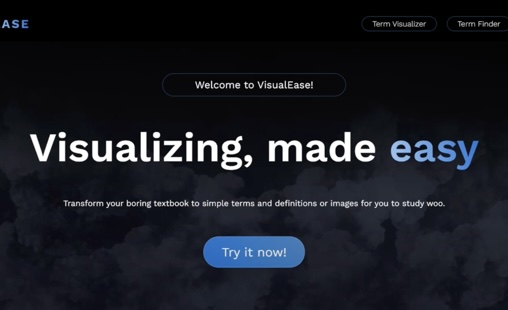 ASE
Term Visualizer
Term Finder
Welcome to VisualEase!
Visualizing, made easy
Transform your boring textbook to simple terms and definitions or images for you to study woo.
Try it now!